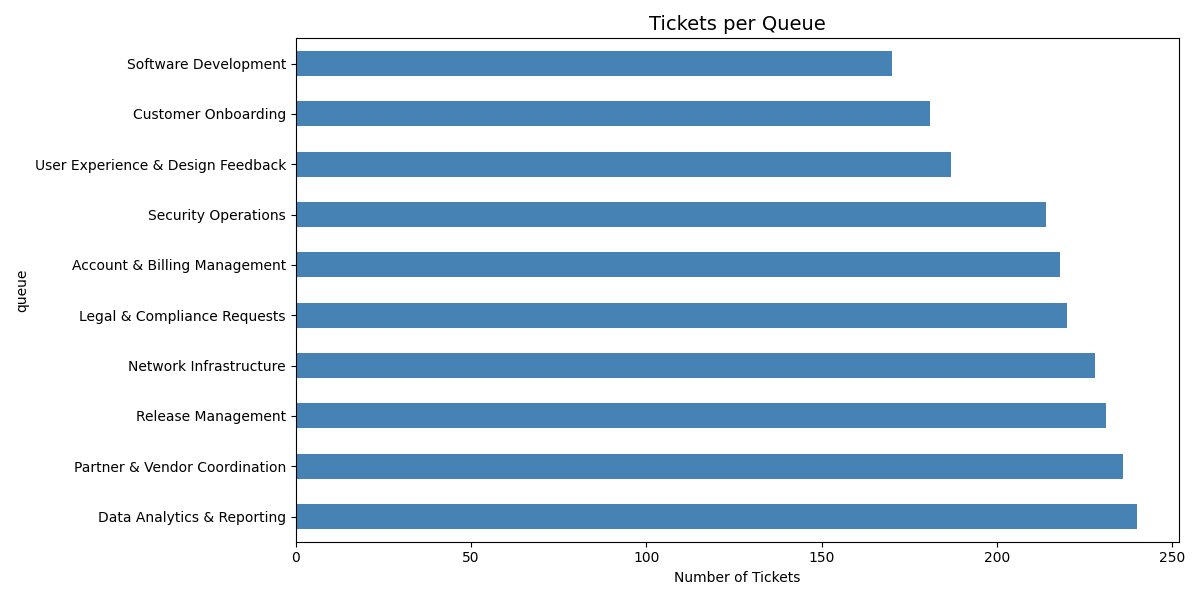 Tickets per Queue
Software Development
Customer Onboarding
User Experience & Design Feedback
Security Operations
Account & Billing Management
Legal & Compliance Requests
Network Infrastructure
Release Management
Partner & Vendor Coordination
Data Analytics & Reporting
queue
0 50 100 150 200 250
Number of Tickets